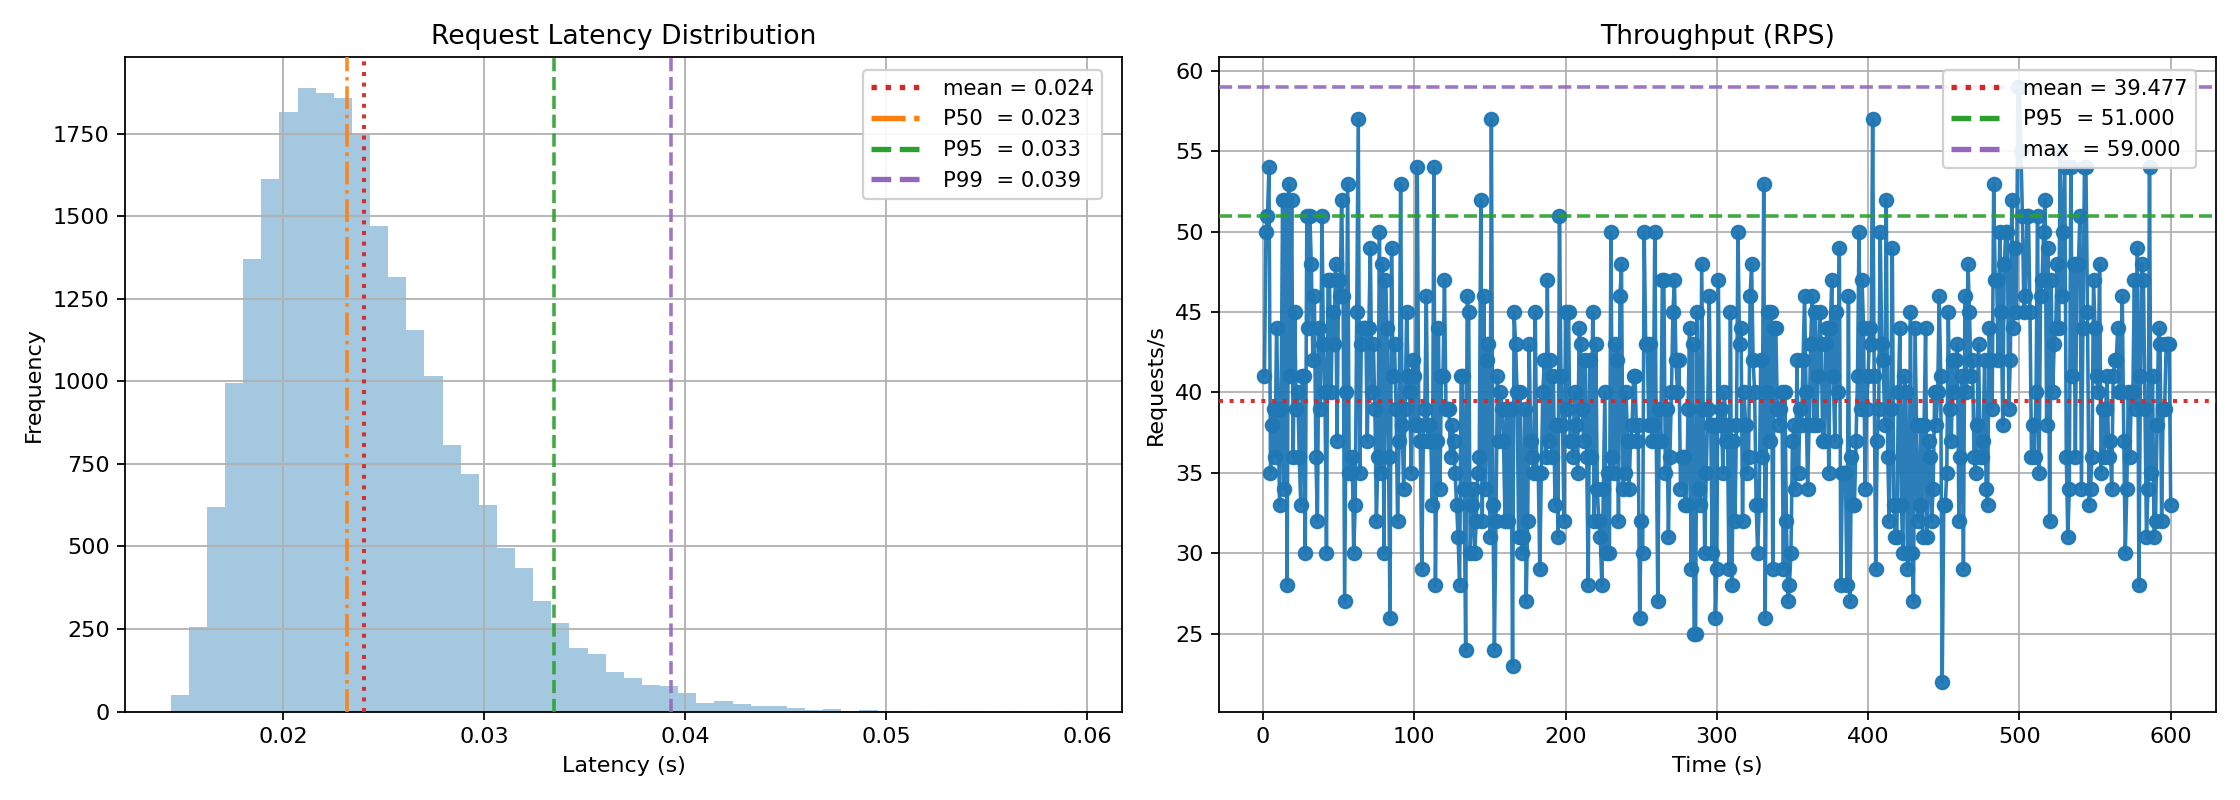 Request Latency Distribution
mean = 0.024
P50 = 0.023
P95 = 0.033
P99 = 0.039
Frequency
1750
1500
1250
1000
750
500
250
0
0.02 0.03 0.04 0.05 0.06
Latency (s)
Throughput (RPS)
mean = 39.477
P95 = 51.000
max = 59.000
Requests/s
60
55
50
45
40
35
30
25
0 100 200 300 400 500 600
Time (s)